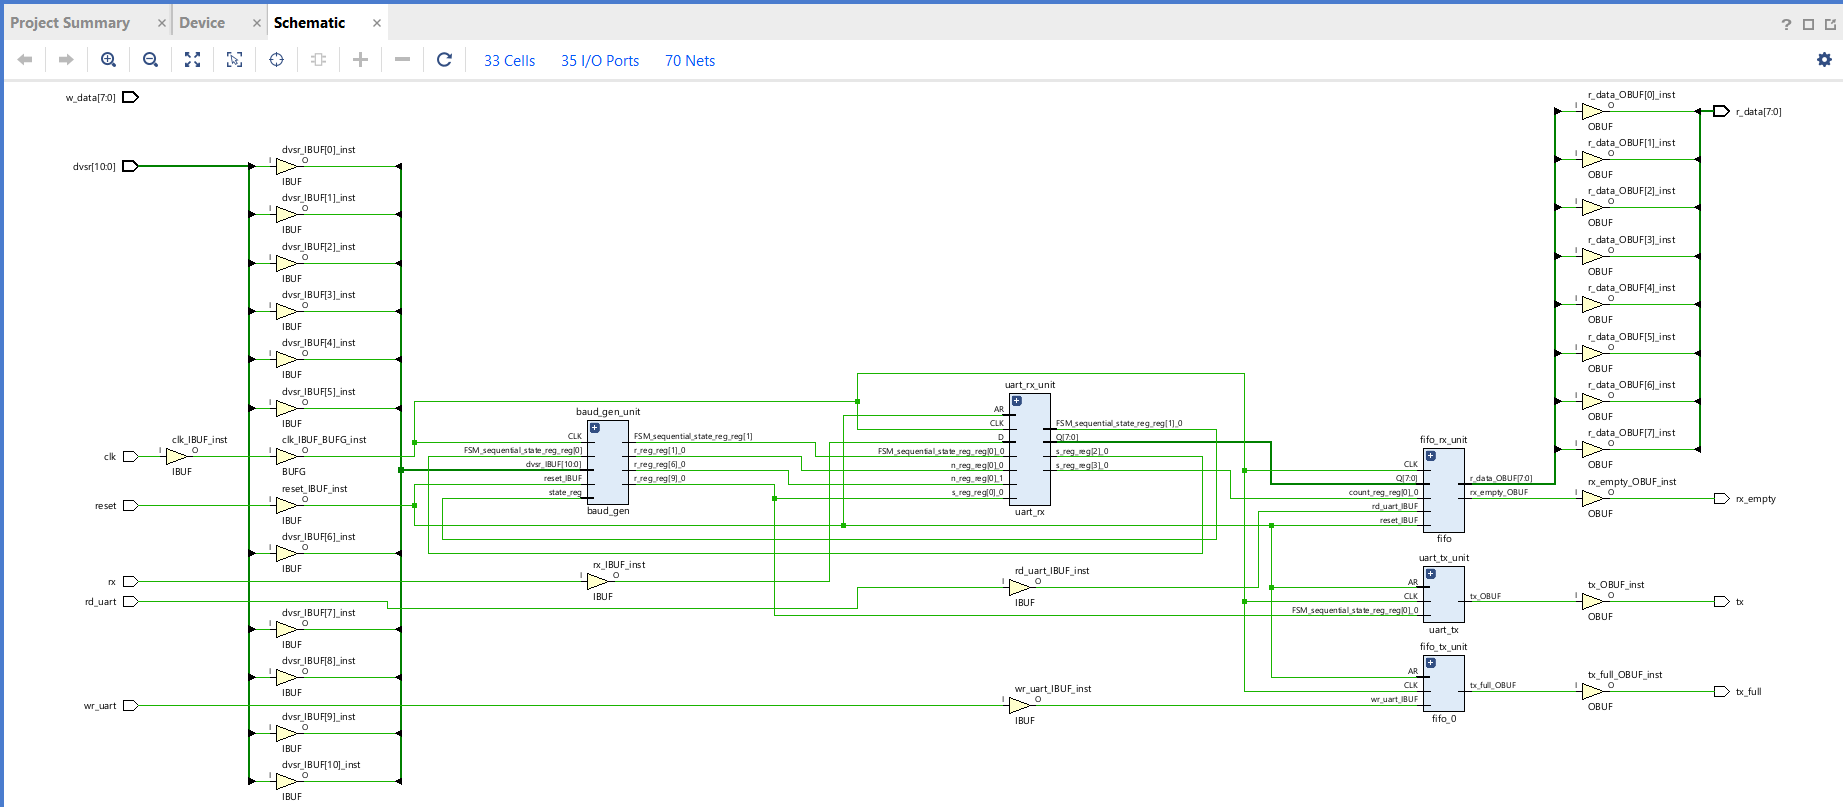 Project Summary × Device × Schematic ×
33 Cells 35 I/O Ports 70 Nets
w_data[7:0]
dvsr[10:0]
clk
reset
rx
rd_uart
wr_uart
clk_IBUF_inst
I O
IBUF
dvsr_IBUF[0]_inst
I O
IBUF
dvsr_IBUF[1]_inst
I O
IBUF
dvsr_IBUF[2]_inst
I O
IBUF
dvsr_IBUF[3]_inst
I O
IBUF
dvsr_IBUF[4]_inst
I O
IBUF
dvsr_IBUF[5]_inst
I O
IBUF
clk_IBUF_BUFG_inst
I O
BUFG
reset_IBUF_inst
I O
IBUF
dvsr_IBUF[6]_inst
I O
IBUF
dvsr_IBUF[7]_inst
I O
IBUF
dvsr_IBUF[8]_inst
I O
IBUF
dvsr_IBUF[9]_inst
I O
IBUF
dvsr_IBUF[10]_inst
I O
IBUF
baud_gen_unit
CLK
FSM_sequential_state_reg_reg[0]
dvsr_IBUF[10:0]
reset_IBUF
state_reg
FSM_sequential_state_reg_reg[1]
r_reg_reg[1]_0
r_reg_reg[6]_0
r_reg_reg[9]_0
baud_gen
rx_IBUF_inst
I O
IBUF
uart_rx_unit
AR
CLK
D
FSM_sequential_state_reg_reg[0]_0
n_reg_reg[0]_0
n_reg_reg[0]_1
s_reg_reg[0]_0
FSM_sequential_state_reg_reg[1]_0
Q[7:0]
s_reg_reg[2]_0
s_reg_reg[3]_0
uart_rx
rd_uart_IBUF_inst
I O
IBUF
wr_uart_IBUF_inst
I O
IBUF
fifo_rx_unit
CLK
Q[7:0]
count_reg_reg[0]_0
rd_uart_IBUF
reset_IBUF
r_data_OBUF[7:0]
rx_empty_OBUF
fifo
uart_tx_unit
AR
CLK
FSM_sequential_state_reg_reg[0]_0
tx_OBUF
uart_tx
fifo_tx_unit
AR
CLK
wr_uart_IBUF
tx_full_OBUF
fifo_0
r_data_OBUF[0]_inst
I O
OBUF
r_data_OBUF[1]_inst
I O
OBUF
r_data_OBUF[2]_inst
I O
OBUF
r_data_OBUF[3]_inst
I O
OBUF
r_data_OBUF[4]_inst
I O
OBUF
r_data_OBUF[5]_inst
I O
OBUF
r_data_OBUF[6]_inst
I O
OBUF
r_data_OBUF[7]_inst
I O
OBUF
rx_empty_OBUF_inst
I O
OBUF
tx_OBUF_inst
I O
OBUF
tx_full_OBUF_inst
I O
OBUF
r_data[7:0]
rx_empty
tx
tx_full